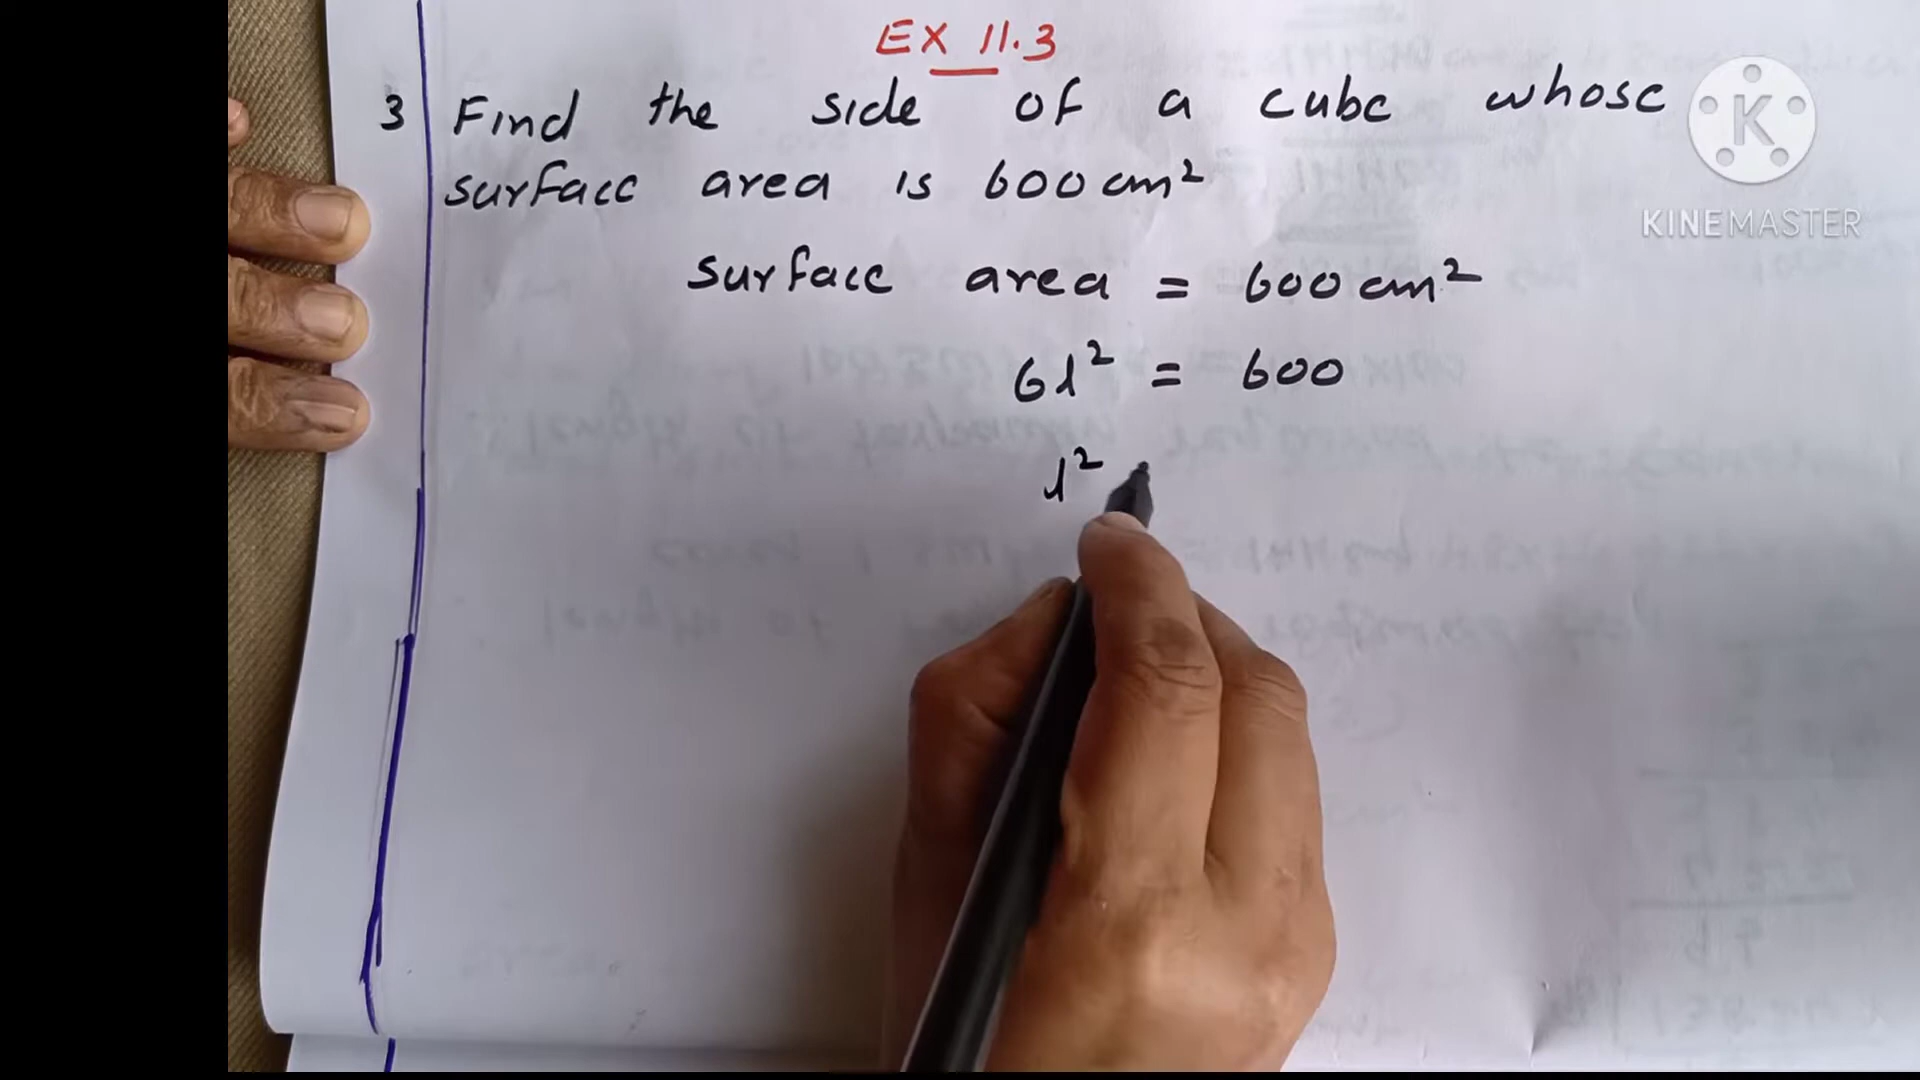 EX 11.3
3 Find the side of a cube whose
surface area is 600 cm²
surface area = 600 cm²
6l² = 600
l²
K
KINEMASTER